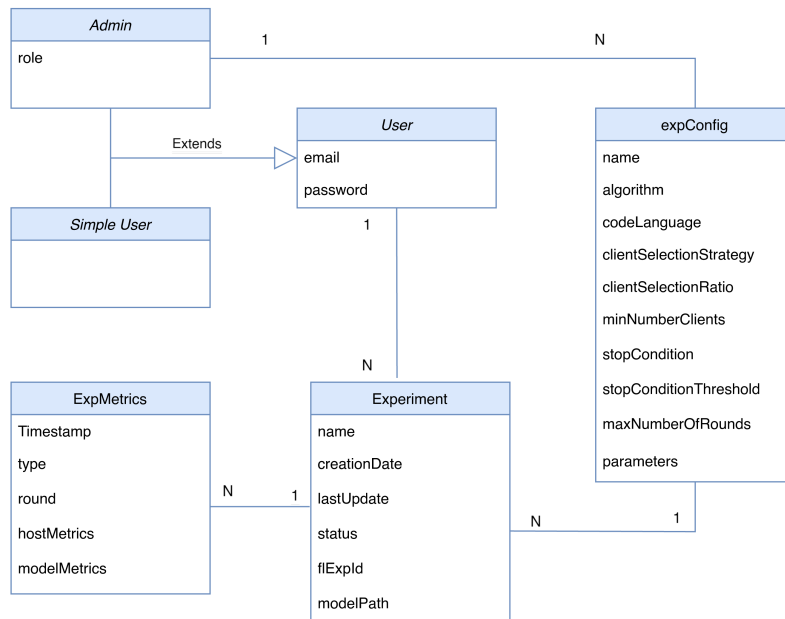 Admin
role
1
N
Extends
User
email
password
1
N
Simple User
expConfig
name
algorithm
codeLanguage
clientSelectionStrategy
clientSelectionRatio
minNumberClients
stopCondition
stopConditionThreshold
maxNumberOfRounds
parameters
ExpMetrics
Timestamp
type
round
hostMetrics
modelMetrics
N
1
Experiment
name
creationDate
lastUpdate
status
flExpId
modelPath
N
1